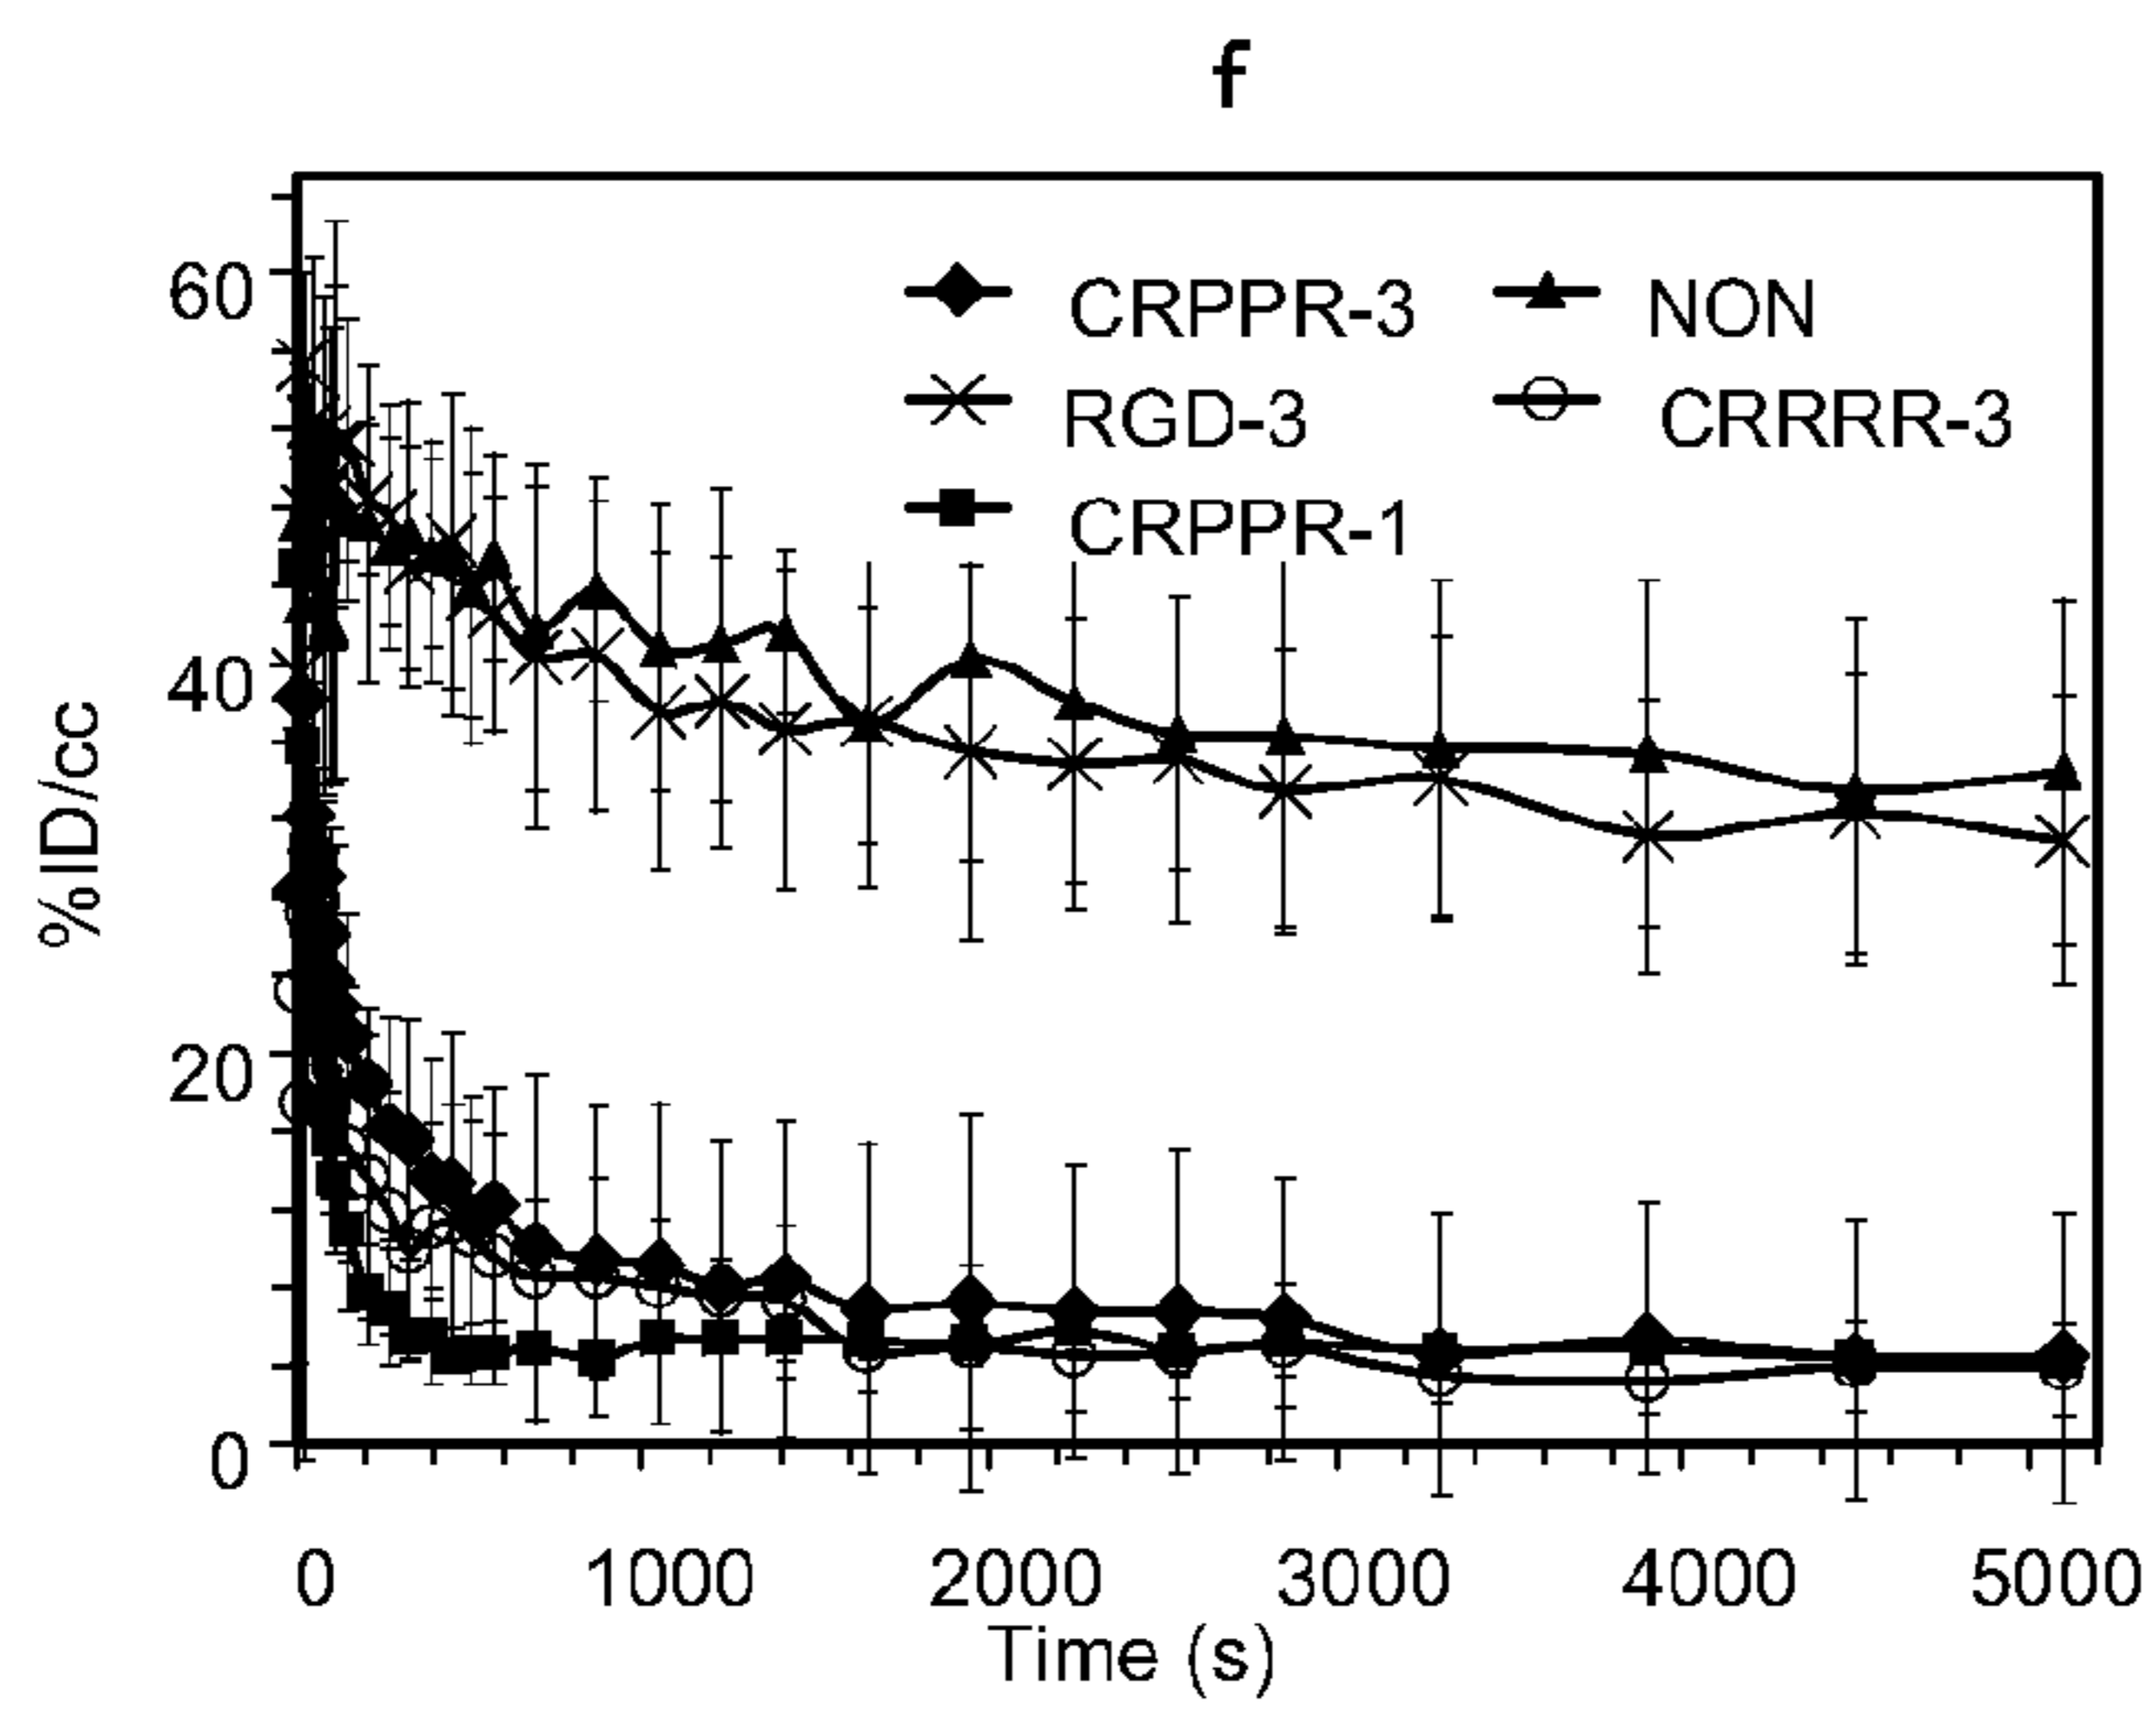 f
60
40
20
0
%ID/cc
CRPPR-3 NON
RGD-3 CRRRR-3
CRPPR-1
0 1000 2000 3000 4000 5000
Time (s)